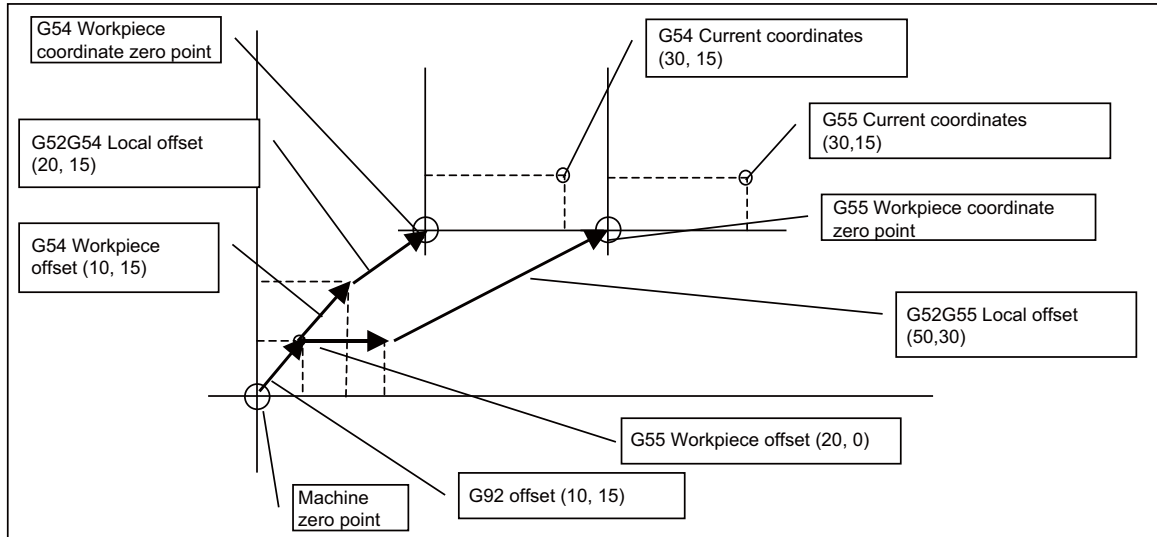 G54 Workpiece
coordinate zero point
G54 Current coordinates
(30, 15)
G52G54 Local offset
(20, 15)
G55 Current coordinates
(30,15)
G54 Workpiece
offset (10, 15)
G55 Workpiece coordinate
zero point
G52G55 Local offset
(50,30)
G55 Workpiece offset (20, 0)
G92 offset (10, 15)
Machine
zero point